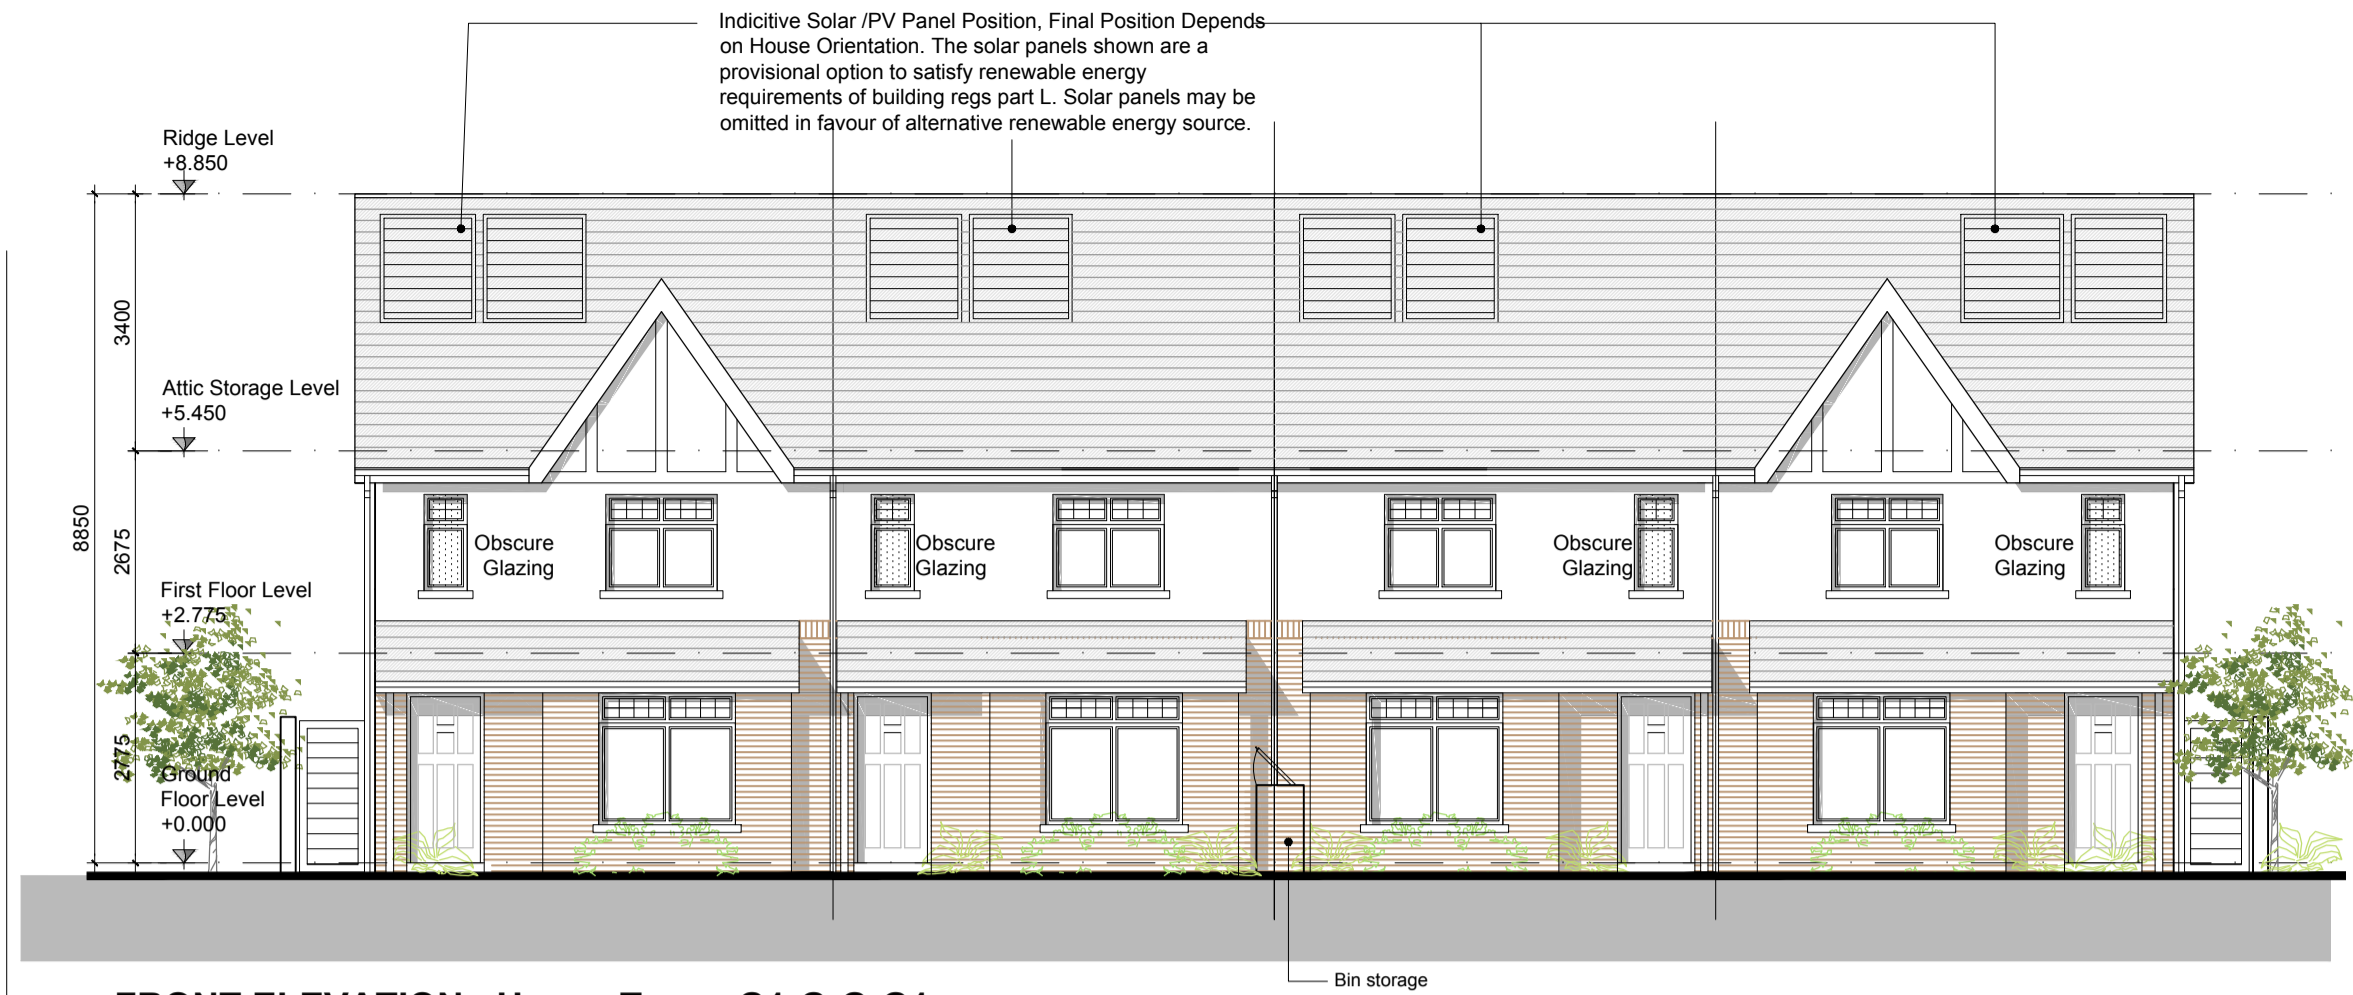 Indicitive Solar /PV Panel Position, Final Position Depends
on House Orientation. The solar panels shown are a
provisional option to satisfy renewable energy
requirements of building regs part L. Solar panels may be
omitted in favour of alternative renewable energy source.
Ridge Level
+8.850
3400
Attic Storage Level
+5.450
8850
2675
Obscure
Glazing
Obscure
Glazing
Obscure
Glazing
Obscure
Glazing
First Floor Level
+2.775
2775
Ground
Floor Level
+0.000
Bin storage
FRONT ELEVATION